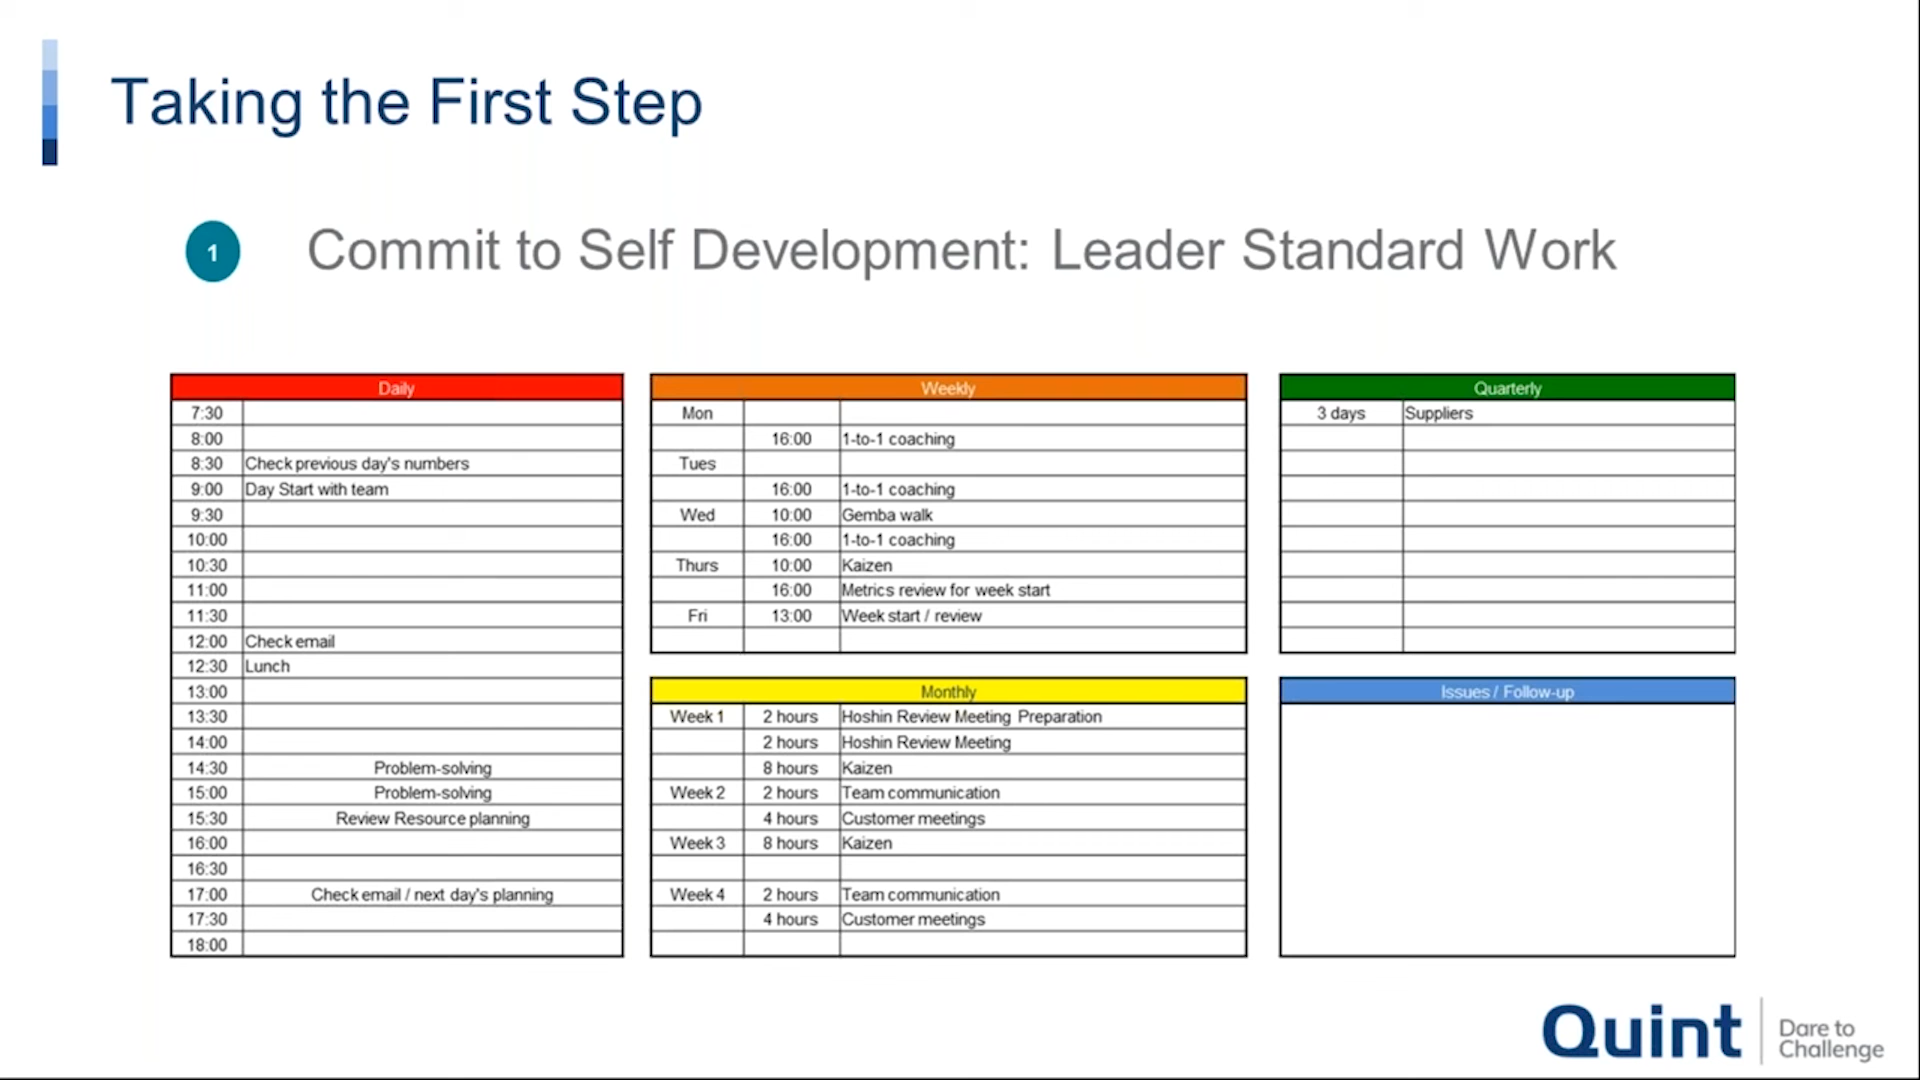 Taking the First Step
1 Commit to Self Development: Leader Standard Work
Daily
7:30
8:00
8:30 Check previous day's numbers
9:00 Day Start with team
9:30
10:00
10:30
11:00
11:30
12:00 Check email
12:30 Lunch
13:00
13:30
14:00
14:30 Problem-solving
15:00 Problem-solving
15:30 Review Resource planning
16:00
16:30
17:00 Check email / next day's planning
17:30
18:00
Weekly
Mon
16:00 1-to-1 coaching
Tues
16:00 1-to-1 coaching
Wed 10:00 Gemba walk
16:00 1-to-1 coaching
Thurs 10:00 Kaizen
16:00 Metrics review for week start
Fri 13:00 Week start / review
Monthly
Week 1 2 hours Hoshin Review Meeting Preparation
2 hours Hoshin Review Meeting
8 hours Kaizen
Week 2 2 hours Team communication
4 hours Customer meetings
Week 3 8 hours Kaizen
Week 4 2 hours Team communication
4 hours Customer meetings
Quarterly
3 days Suppliers
Issues / Follow-up
Quint
Dare to
Challenge